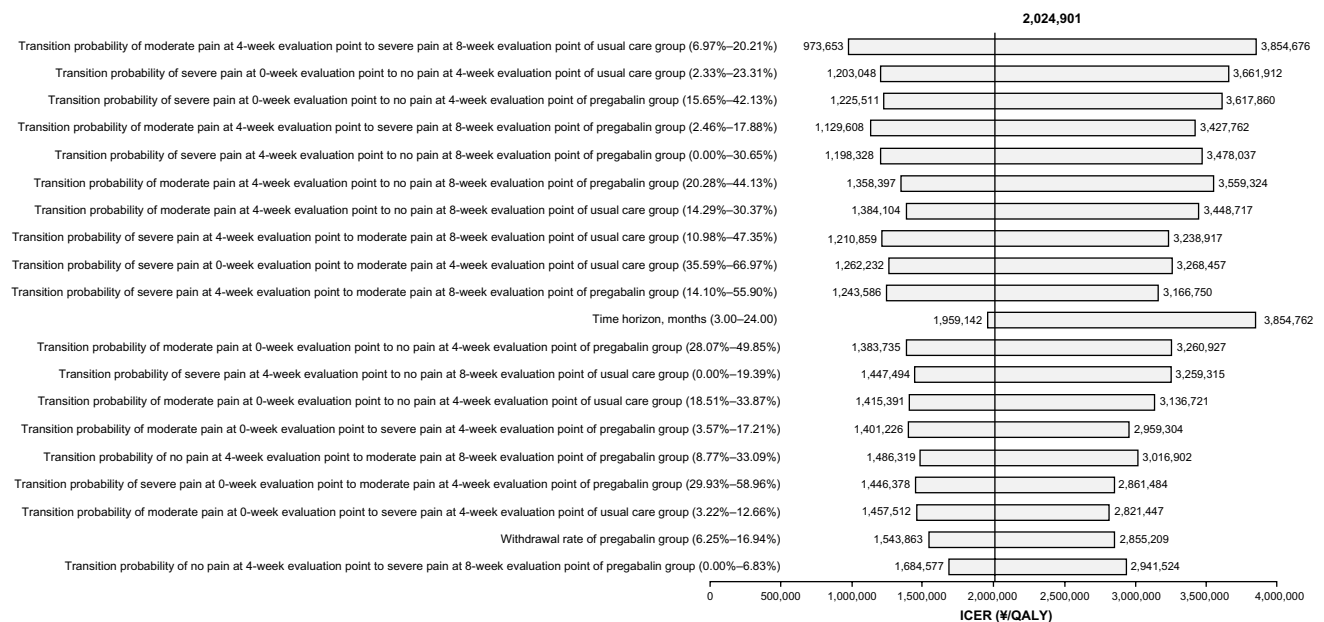 2,024,901
Transition probability of moderate pain at 4-week evaluation point to severe pain at 8-week evaluation point of usual care group (6.97%–20.21%) 973,653 3,854,676
Transition probability of severe pain at 0-week evaluation point to no pain at 4-week evaluation point of usual care group (2.33%–23.31%) 1,203,048 3,661,912
Transition probability of severe pain at 0-week evaluation point to no pain at 4-week evaluation point of pregabalin group (15.65%–42.13%) 1,225,511 3,617,860
Transition probability of moderate pain at 4-week evaluation point to severe pain at 8-week evaluation point of pregabalin group (2.46%–17.88%) 1,129,608 3,427,762
Transition probability of severe pain at 4-week evaluation point to no pain at 8-week evaluation point of pregabalin group (0.00%–30.65%) 1,198,328 3,478,037
Transition probability of moderate pain at 4-week evaluation point to no pain at 8-week evaluation point of pregabalin group (20.28%–44.13%) 1,358,397 3,559,324
Transition probability of moderate pain at 4-week evaluation point to no pain at 8-week evaluation point of usual care group (14.29%–30.37%) 1,384,104 3,448,717
Transition probability of severe pain at 4-week evaluation point to moderate pain at 8-week evaluation point of usual care group (10.98%–47.35%) 1,210,859 3,238,917
Transition probability of severe pain at 0-week evaluation point to moderate pain at 4-week evaluation point of usual care group (35.59%–66.97%) 1,262,232 3,268,457
Transition probability of severe pain at 4-week evaluation point to moderate pain at 8-week evaluation point of pregabalin group (14.10%–55.90%) 1,243,586 3,166,750
Time horizon, months (3.00–24.00) 1,959,142 3,854,762
Transition probability of moderate pain at 0-week evaluation point to no pain at 4-week evaluation point of pregabalin group (28.07%–49.85%) 1,383,735 3,260,927
Transition probability of severe pain at 4-week evaluation point to no pain at 8-week evaluation point of usual care group (0.00%–19.39%) 1,447,494 3,259,315
Transition probability of moderate pain at 0-week evaluation point to no pain at 4-week evaluation point of usual care group (18.51%–33.87%) 1,415,391 3,136,721
Transition probability of moderate pain at 0-week evaluation point to severe pain at 4-week evaluation point of pregabalin group (3.57%–17.21%) 1,401,226 2,959,304
Transition probability of no pain at 4-week evaluation point to moderate pain at 8-week evaluation point of pregabalin group (8.77%–33.09%) 1,486,319 3,016,902
Transition probability of severe pain at 0-week evaluation point to moderate pain at 4-week evaluation point of pregabalin group (29.93%–58.96%) 1,446,378 2,861,484
Transition probability of moderate pain at 0-week evaluation point to severe pain at 4-week evaluation point of usual care group (3.22%–12.66%) 1,457,512 2,821,447
Withdrawal rate of pregabalin group (6.25%–16.94%) 1,543,863 2,855,209
Transition probability of no pain at 4-week evaluation point to severe pain at 8-week evaluation point of pregabalin group (0.00%–6.83%) 1,684,577 2,941,524
0 500,000 1,000,000 1,500,000 2,000,000 2,500,000 3,000,000 3,500,000 4,000,000
ICER (¥/QALY)